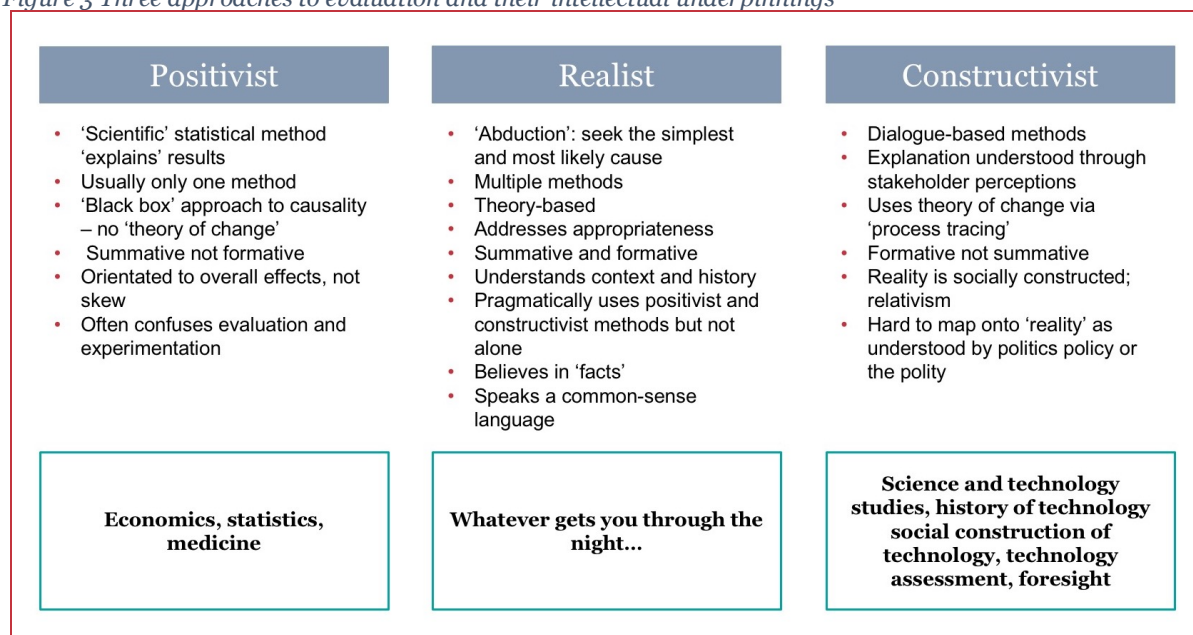 Figure 3 Three approaches to evaluation and their intellectual underpinnings
Positivist
• ‘Scientific’ statistical method
‘explains’ results
• Usually only one method
• ‘Black box’ approach to causality
– no ‘theory of change’
• Summative not formative
• Orientated to overall effects, not
skew
• Often confuses evaluation and
experimentation
Economics, statistics,
medicine
Realist
• ‘Abduction’: seek the simplest
and most likely cause
• Multiple methods
• Theory-based
• Addresses appropriateness
• Summative and formative
• Understands context and history
• Pragmatically uses positivist and
constructivist methods but not
alone
• Believes in ‘facts’
• Speaks a common-sense
language
Whatever gets you through the
night...
Constructivist
• Dialogue-based methods
• Explanation understood through
stakeholder perceptions
• Uses theory of change via
‘process tracing’
• Formative not summative
• Reality is socially constructed;
relativism
• Hard to map onto ‘reality’ as
understood by politics policy or
the polity
Science and technology
studies, history of technology
social construction of
technology, technology
assessment, foresight